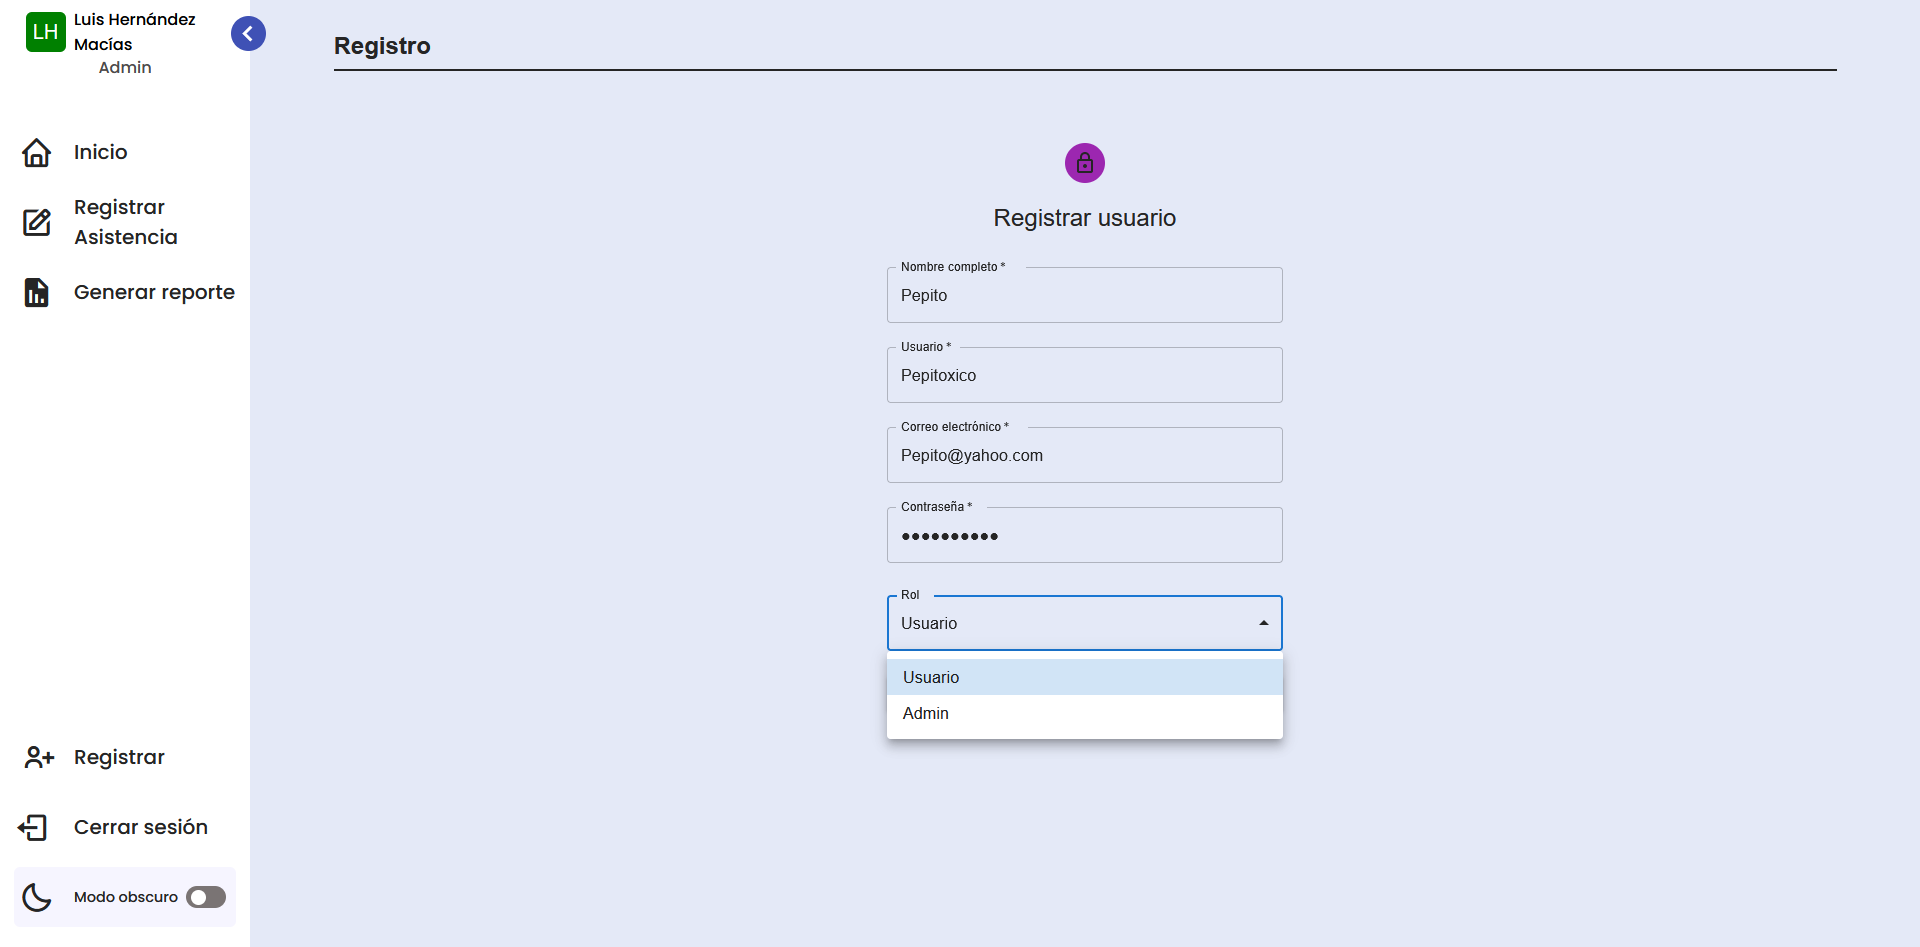 LH
Luis Hernández
Macías
Admin
Inicio
Registrar
Asistencia
Generar reporte
Registrar
Cerrar sesión
Modo obscuro
Registro
Registrar usuario
Nombre completo *
Pepito
Usuario *
Pepitoxico
Correo electrónico *
Pepito@yahoo.com
Contraseña *
••••••••••
Rol
Usuario
Usuario
Admin